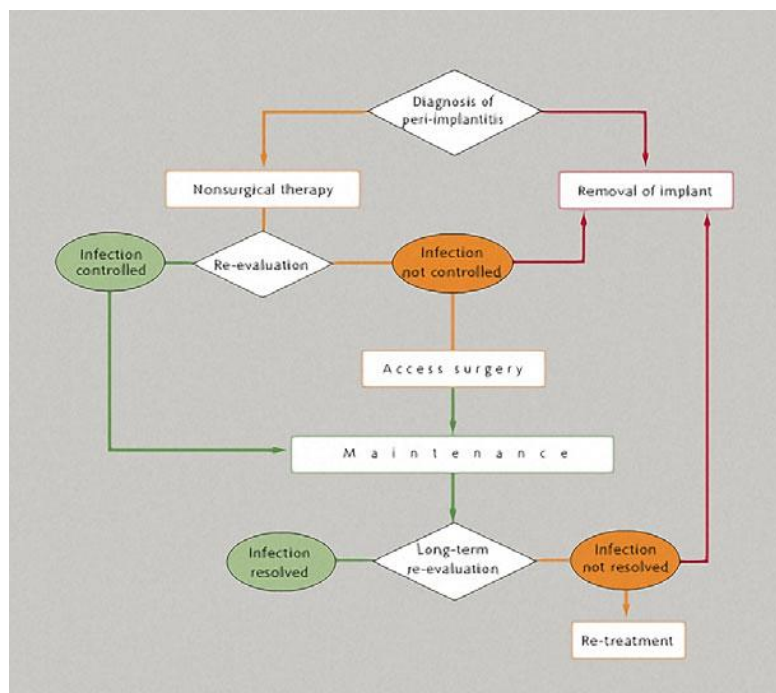 Diagnosis of
peri-implantitis
Nonsurgical therapy
Removal of implant
Infection
controlled
Re-evaluation
Infection
not controlled
Access surgery
Maintenance
Long-term
re-evaluation
Infection
resolved
Infection
not resolved
Re-treatment